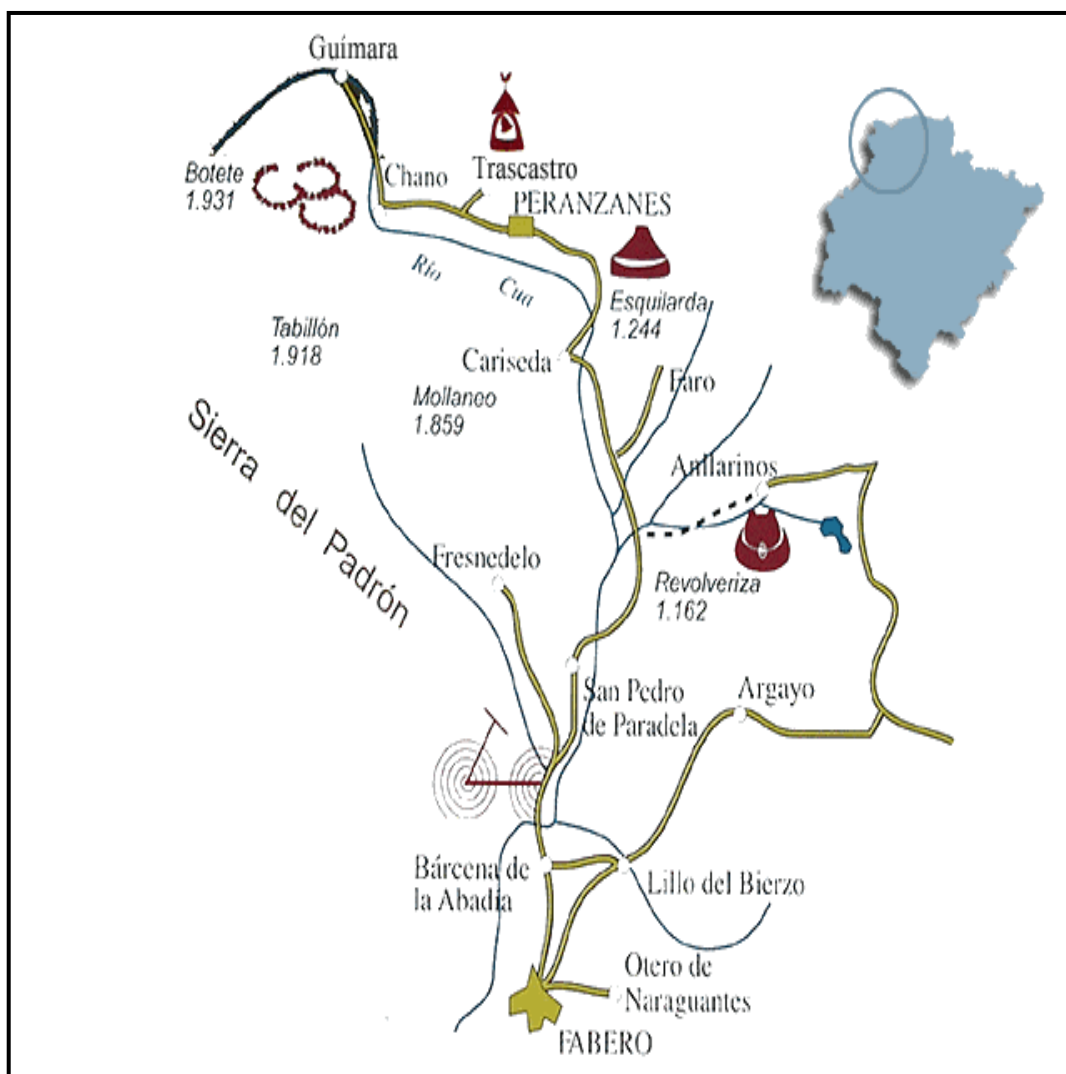 Guímara
Botete
1.931
Chano
Trascastro
PERANZANES
Río Cua
Esquilarda
1.244
Tabillón
1.918
Cariseda
Mollanco
1.859
Faro
Sierra del Padrón
Anllarinos
Fresnedelo
Revolveriza
1.162
San Pedro
de Paradela
Argayo
Bárcena de
la Abadía
Lillo del Bierzo
Otero de
Naraguantes
FABERO